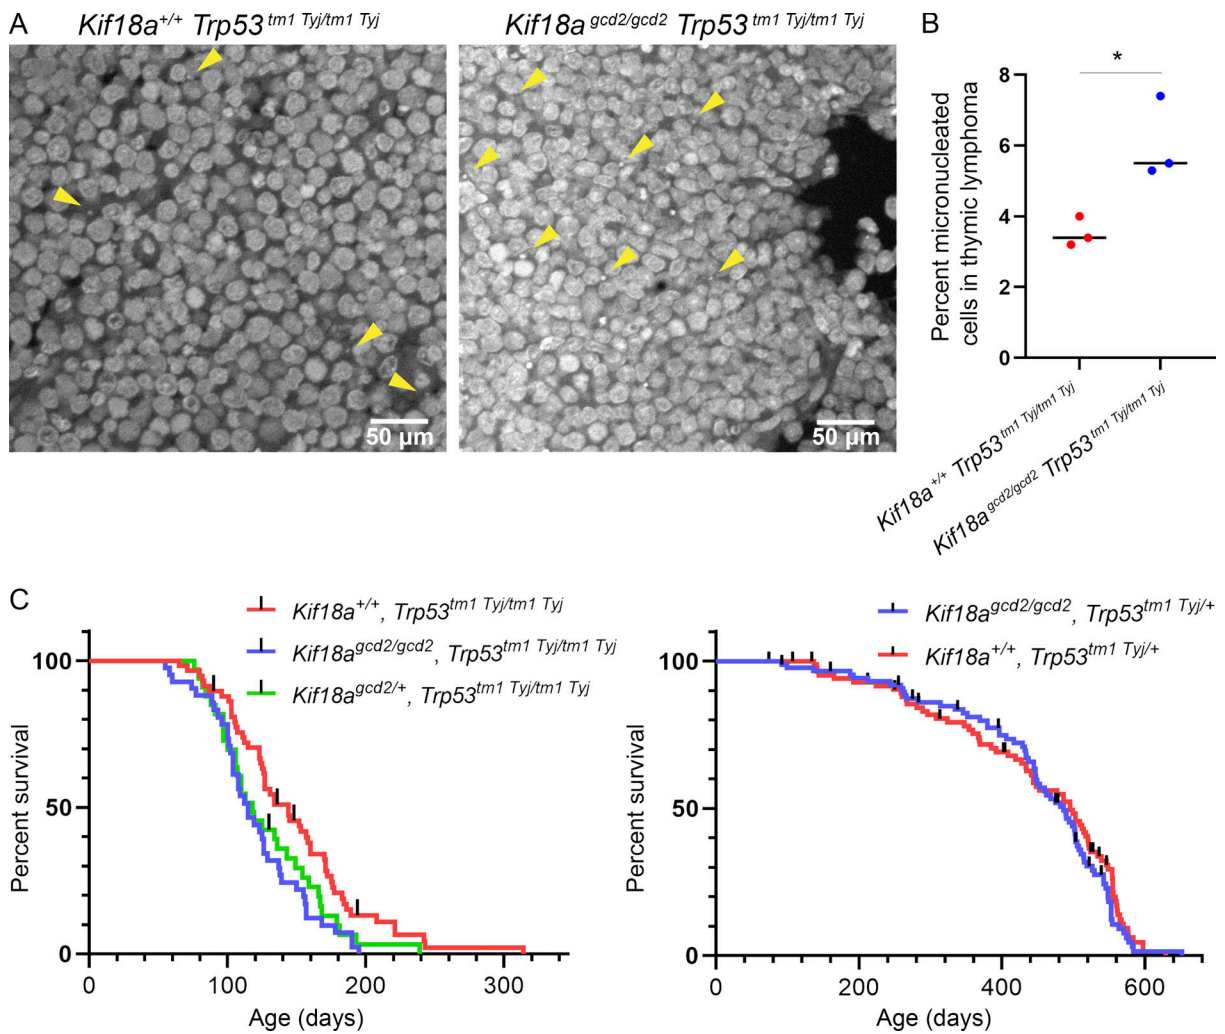 A
Kif18a+/+ Trp53tm1 Tyj/tm1 Tyj
Kif18agcd2/gcd2 Trp53tm1 Tyj/tm1 Tyj
50 µm
50 µm
B
*
Percent micronucleated
cells in thymic lymphoma
8
6
4
2
0
Kif18a+/+ Trp53tm1 Tyj/tm1 Tyj
Kif18agcd2/gcd2 Trp53tm1 Tyj/tm1 Tyj
C
Kif18a+/+, Trp53tm1 Tyj/tm1 Tyj
Kif18agcd2/gcd2, Trp53tm1 Tyj/tm1 Tyj
Kif18agcd2/+, Trp53tm1 Tyj/tm1 Tyj
Percent survival
100
50
0
0 100 200 300
Age (days)
Kif18agcd2/gcd2, Trp53tm1 Tyj/+
Kif18a+/+, Trp53tm1 Tyj/+
Percent survival
100
50
0
0 200 400 600
Age (days)